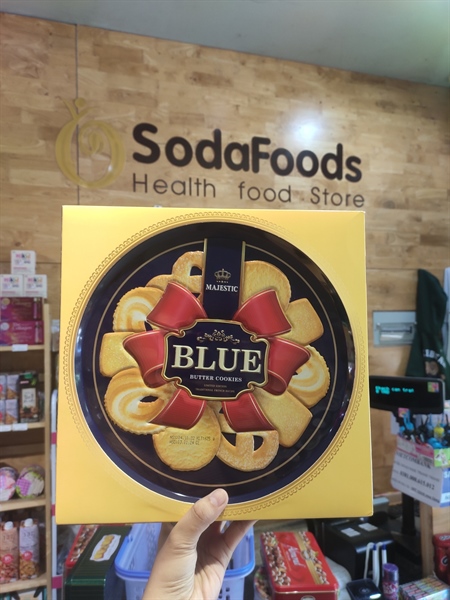 SodaFoods
Health food Store
MAJESTIC
BLUE
BUTTER COOKIES